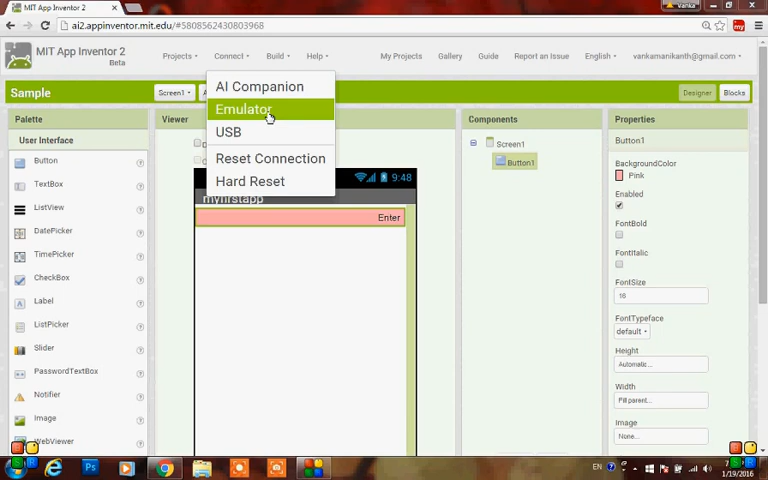 MIT App Inventor 2
Vanka
ai2.appinventor.mit.edu/#5808562430803968
MIT App Inventor 2
Beta
Projects Connect Build Help My Projects Gallery Guide Report an Issue English vankamanikanth@gmail.com
Sample
Screen1
Designer Blocks
AI Companion
Emulator
USB
Reset Connection
Hard Reset
Palette
User Interface
Button
TextBox
ListView
DatePicker
TimePicker
CheckBox
Label
ListPicker
Slider
PasswordTextBox
Notifier
Image
WebViewer
Viewer
9:48
myfirstapp
Enter
Components
Screen1
Button1
Properties
Button1
BackgroundColor
Pink
Enabled
FontBold
FontItalic
FontSize
16
FontTypeface
default
Height
Automatic...
Width
Fill parent...
Image
None...
EN
1/19/2016